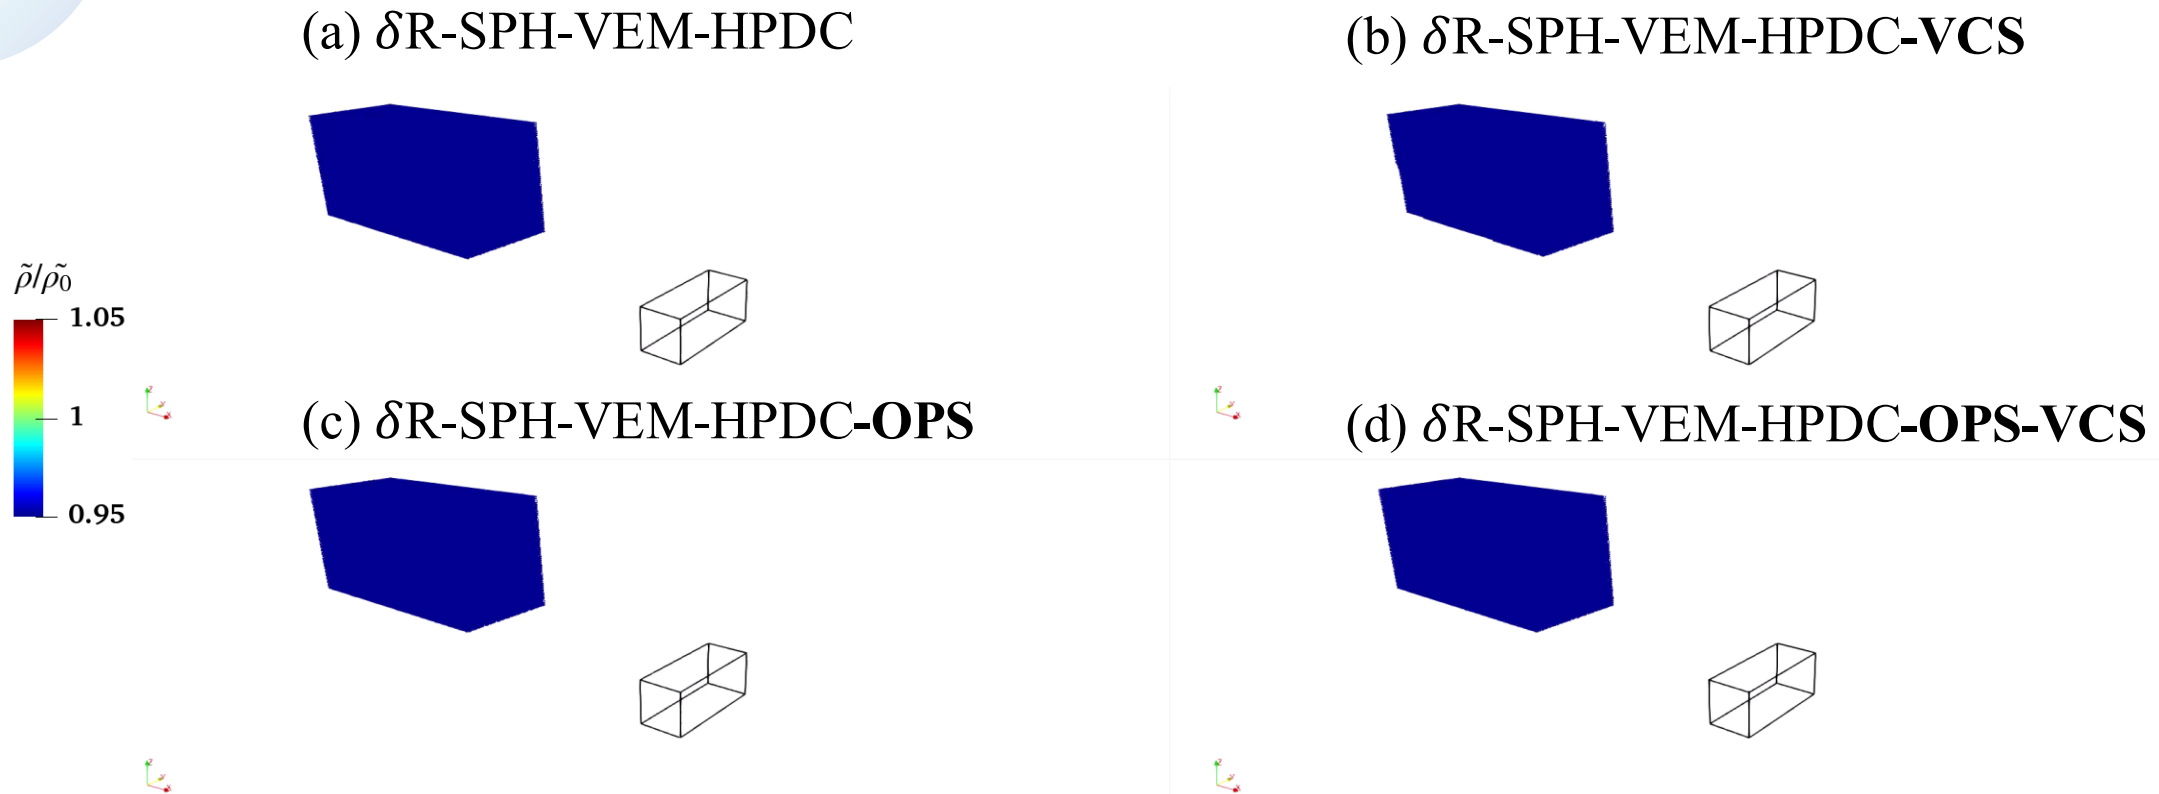 (a) δR-SPH-VEM-HPDC
(b) δR-SPH-VEM-HPDC-VCS
ρ̃/ρ̃₀
1.05
1
0.95
(c) δR-SPH-VEM-HPDC-OPS
(d) δR-SPH-VEM-HPDC-OPS-VCS